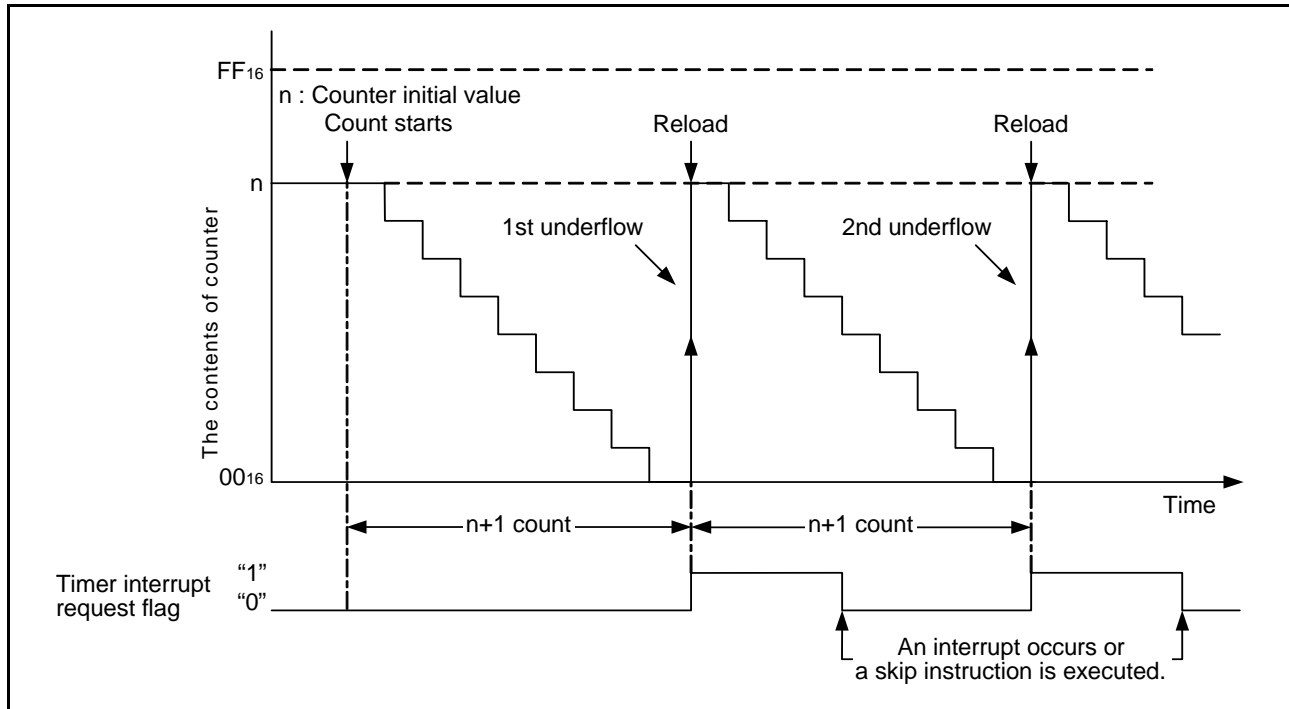 FF16
n : Counter initial value
Count starts
Reload
Reload
n
1st underflow
2nd underflow
The contents of counter
0016
Time
n+1 count
n+1 count
Timer interrupt
request flag
“1”
“0”
An interrupt occurs or
a skip instruction is executed.